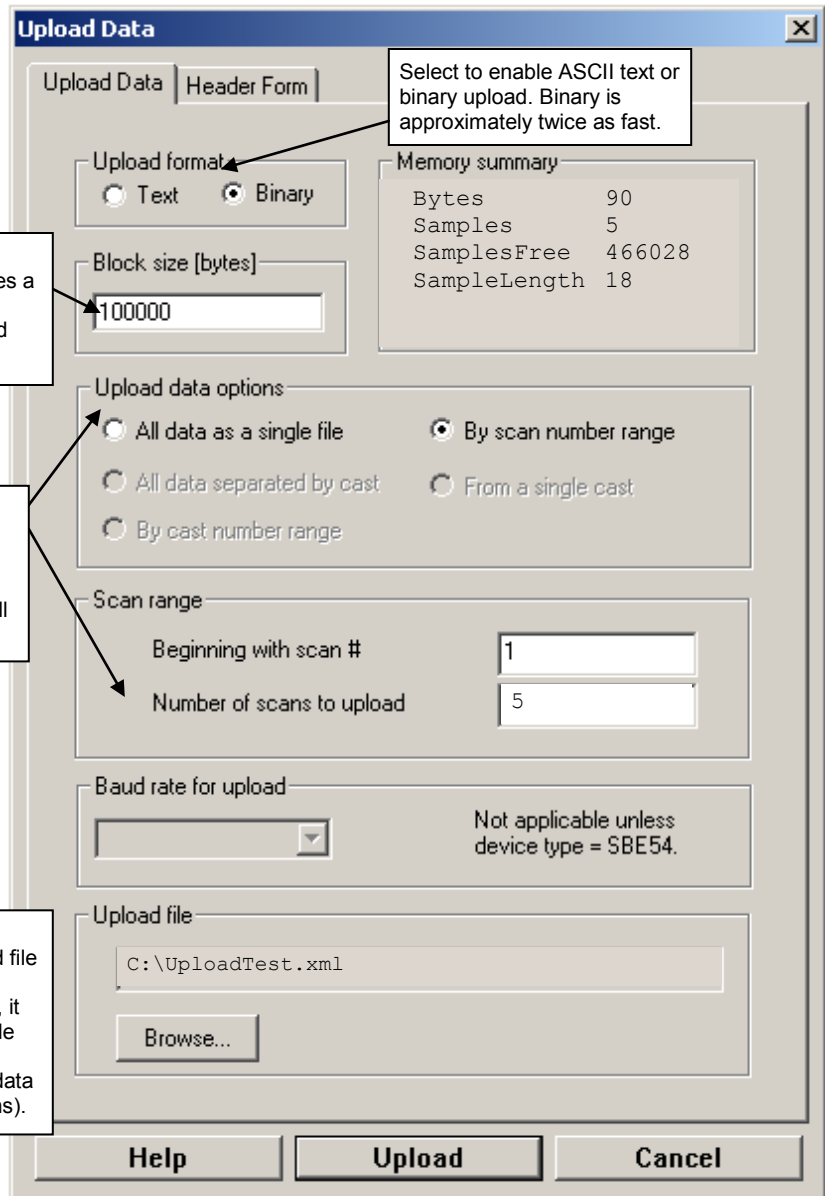 Upload Data
Upload Data
Header Form
Select to enable ASCII text or
binary upload. Binary is
approximately twice as fast.
Upload format
Text
Binary
Memory summary
Bytes 90
Samples 5
SamplesFree 466028
SampleLength 18
Block size [bytes]
100000
a
Upload data options
All data as a single file
By scan number range
All data separated by cast
From a single cast
By cast number range
Scan range
Beginning with scan #
1
Number of scans to upload
5
Baud rate for upload
Not applicable unless
device type = SBE54.
Upload file
file
C:\UploadTest.xml
, it
Browse...
data
Help
Upload
Cancel